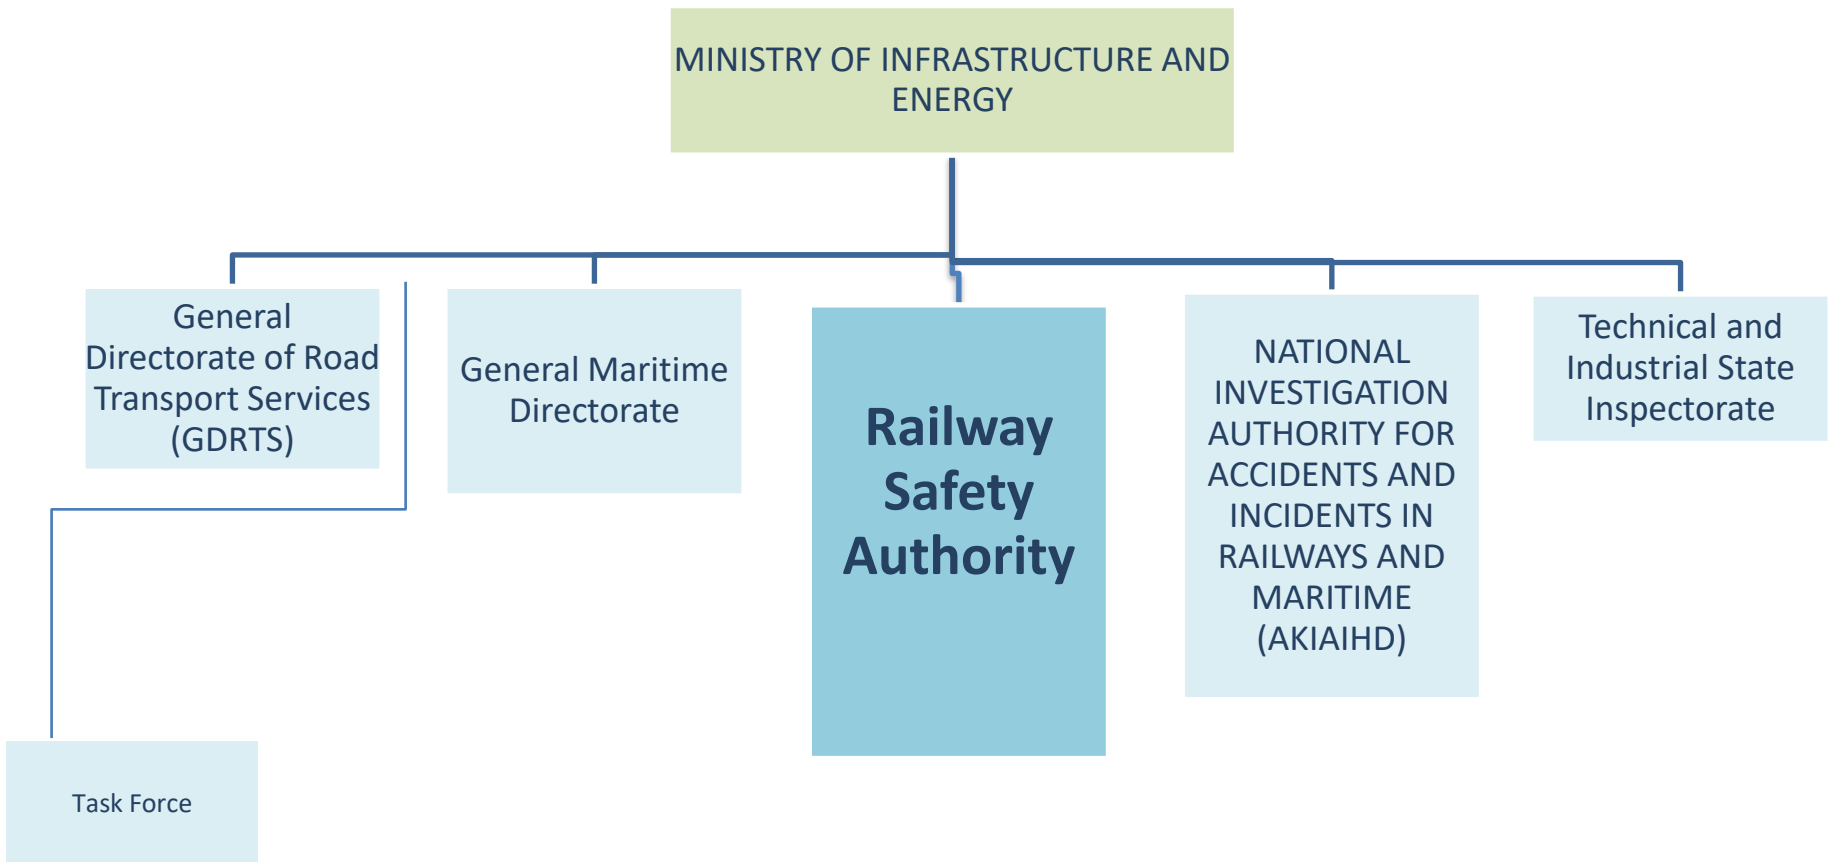 MINISTRY OF INFRASTRUCTURE AND
ENERGY
General
Directorate of Road
Transport Services
(GDRTS)
General Maritime
Directorate
Railway
Safety
Authority
NATIONAL
INVESTIGATION
AUTHORITY FOR
ACCIDENTS AND
INCIDENTS IN
RAILWAYS AND
MARITIME
(AKIAIHD)
Technical and
Industrial State
Inspectorate
Task Force